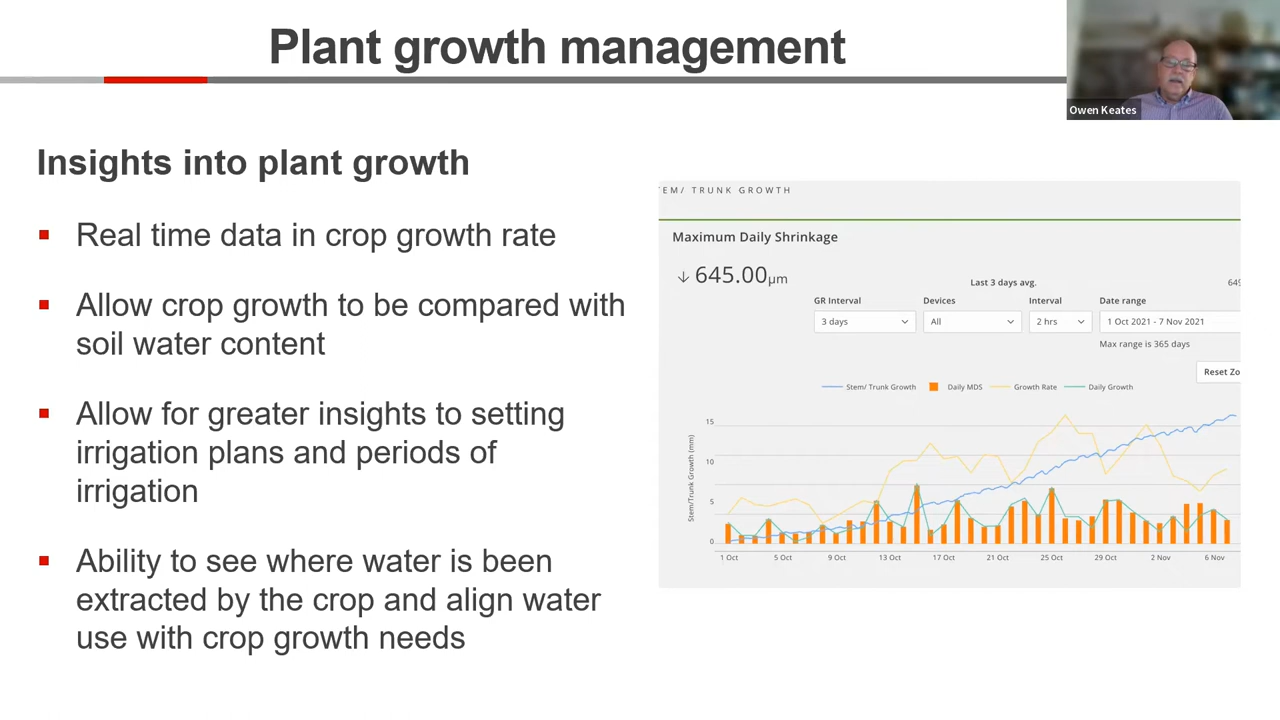 Plant growth management
Owen Keates
Insights into plant growth
Real time data in crop growth rate
Allow crop growth to be compared with
soil water content
Allow for greater insights to setting
irrigation plans and periods of
irrigation
Ability to see where water is been
extracted by the crop and align water
use with crop growth needs
EM/ TRUNK GROWTH
Maximum Daily Shrinkage
↓ 645.00μm
Last 3 days avg.
GR Interval Devices Interval Date range
3 days All 2 hrs 1 Oct 2021 - 7 Nov 2021
Max range is 365 days
Reset Zo
Stem/ Trunk Growth Daily MDS Growth Rate Daily Growth
Stem/Trunk Growth (mm)
15
10
5
0
1 Oct 5 Oct 9 Oct 13 Oct 17 Oct 21 Oct 25 Oct 29 Oct 2 Nov 6 Nov